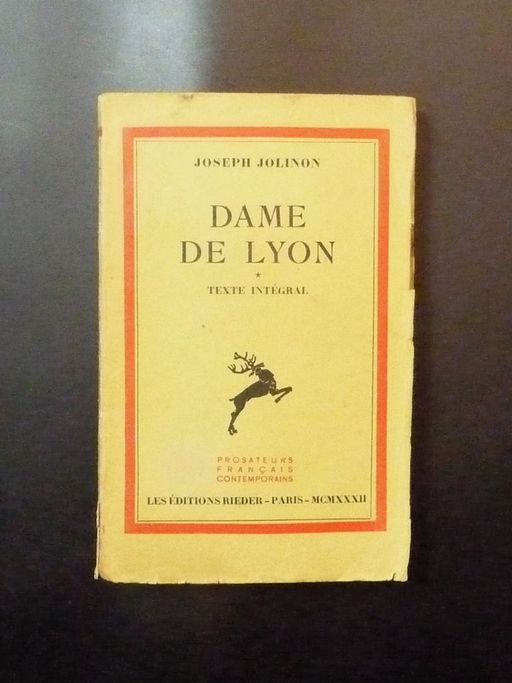 JOSEPH JOLINON
DAME
DE LYON
*
TEXTE INTÉGRAL
PROSATEURS
FRANÇAIS
CONTEMPORAINS
LES ÉDITIONS RIEDER – PARIS – MCMXXXII